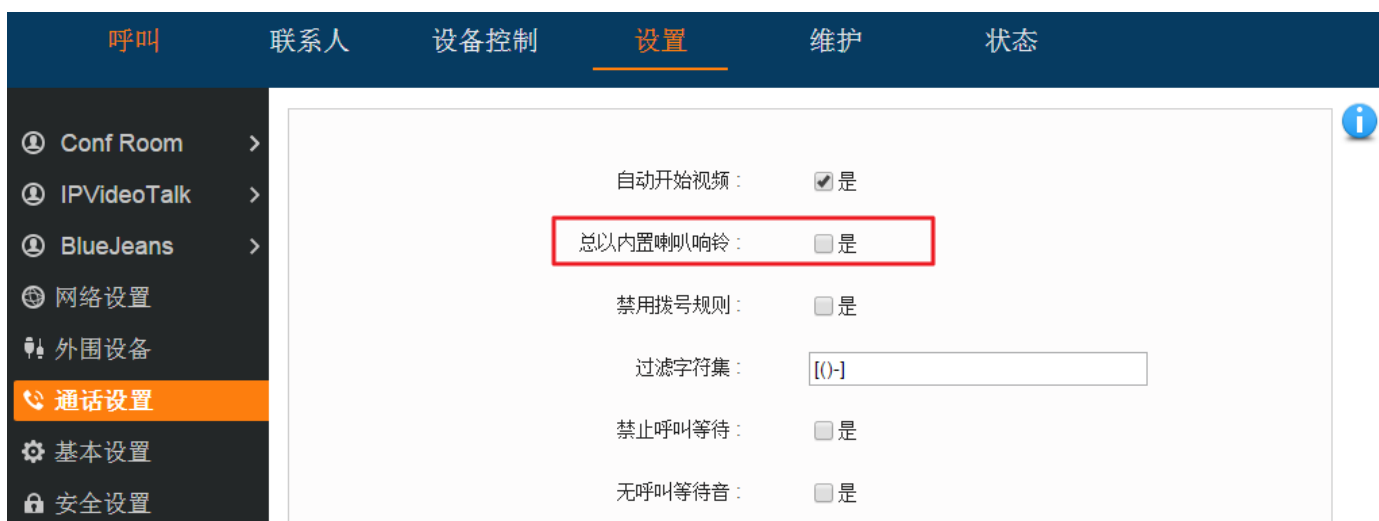 呼叫 联系人 设备控制 设置 维护 状态
Conf Room
IPVideoTalk
BlueJeans
网络设置
外围设备
通话设置
基本设置
安全设置
自动开始视频： 是
总以内置喇叭响铃： 是
禁用拨号规则： 是
过滤字符集： [()-]
禁止呼叫等待： 是
无呼叫等待音： 是